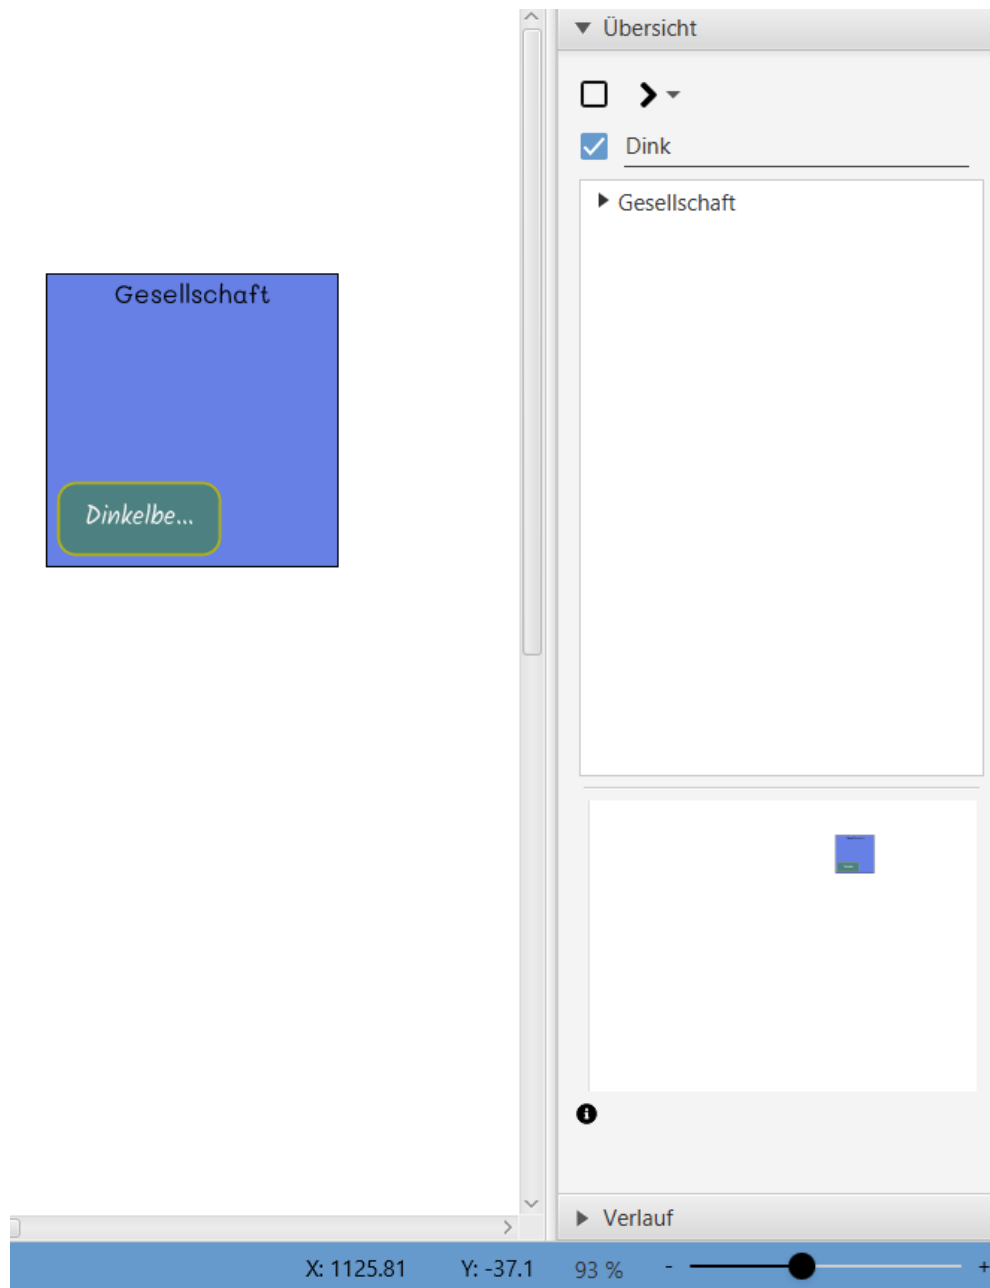 Übersicht
Dink
Gesellschaft
Gesellschaft
Dinkelbe...
Verlauf
X: 1125.81 Y: -37.1 93 % - +